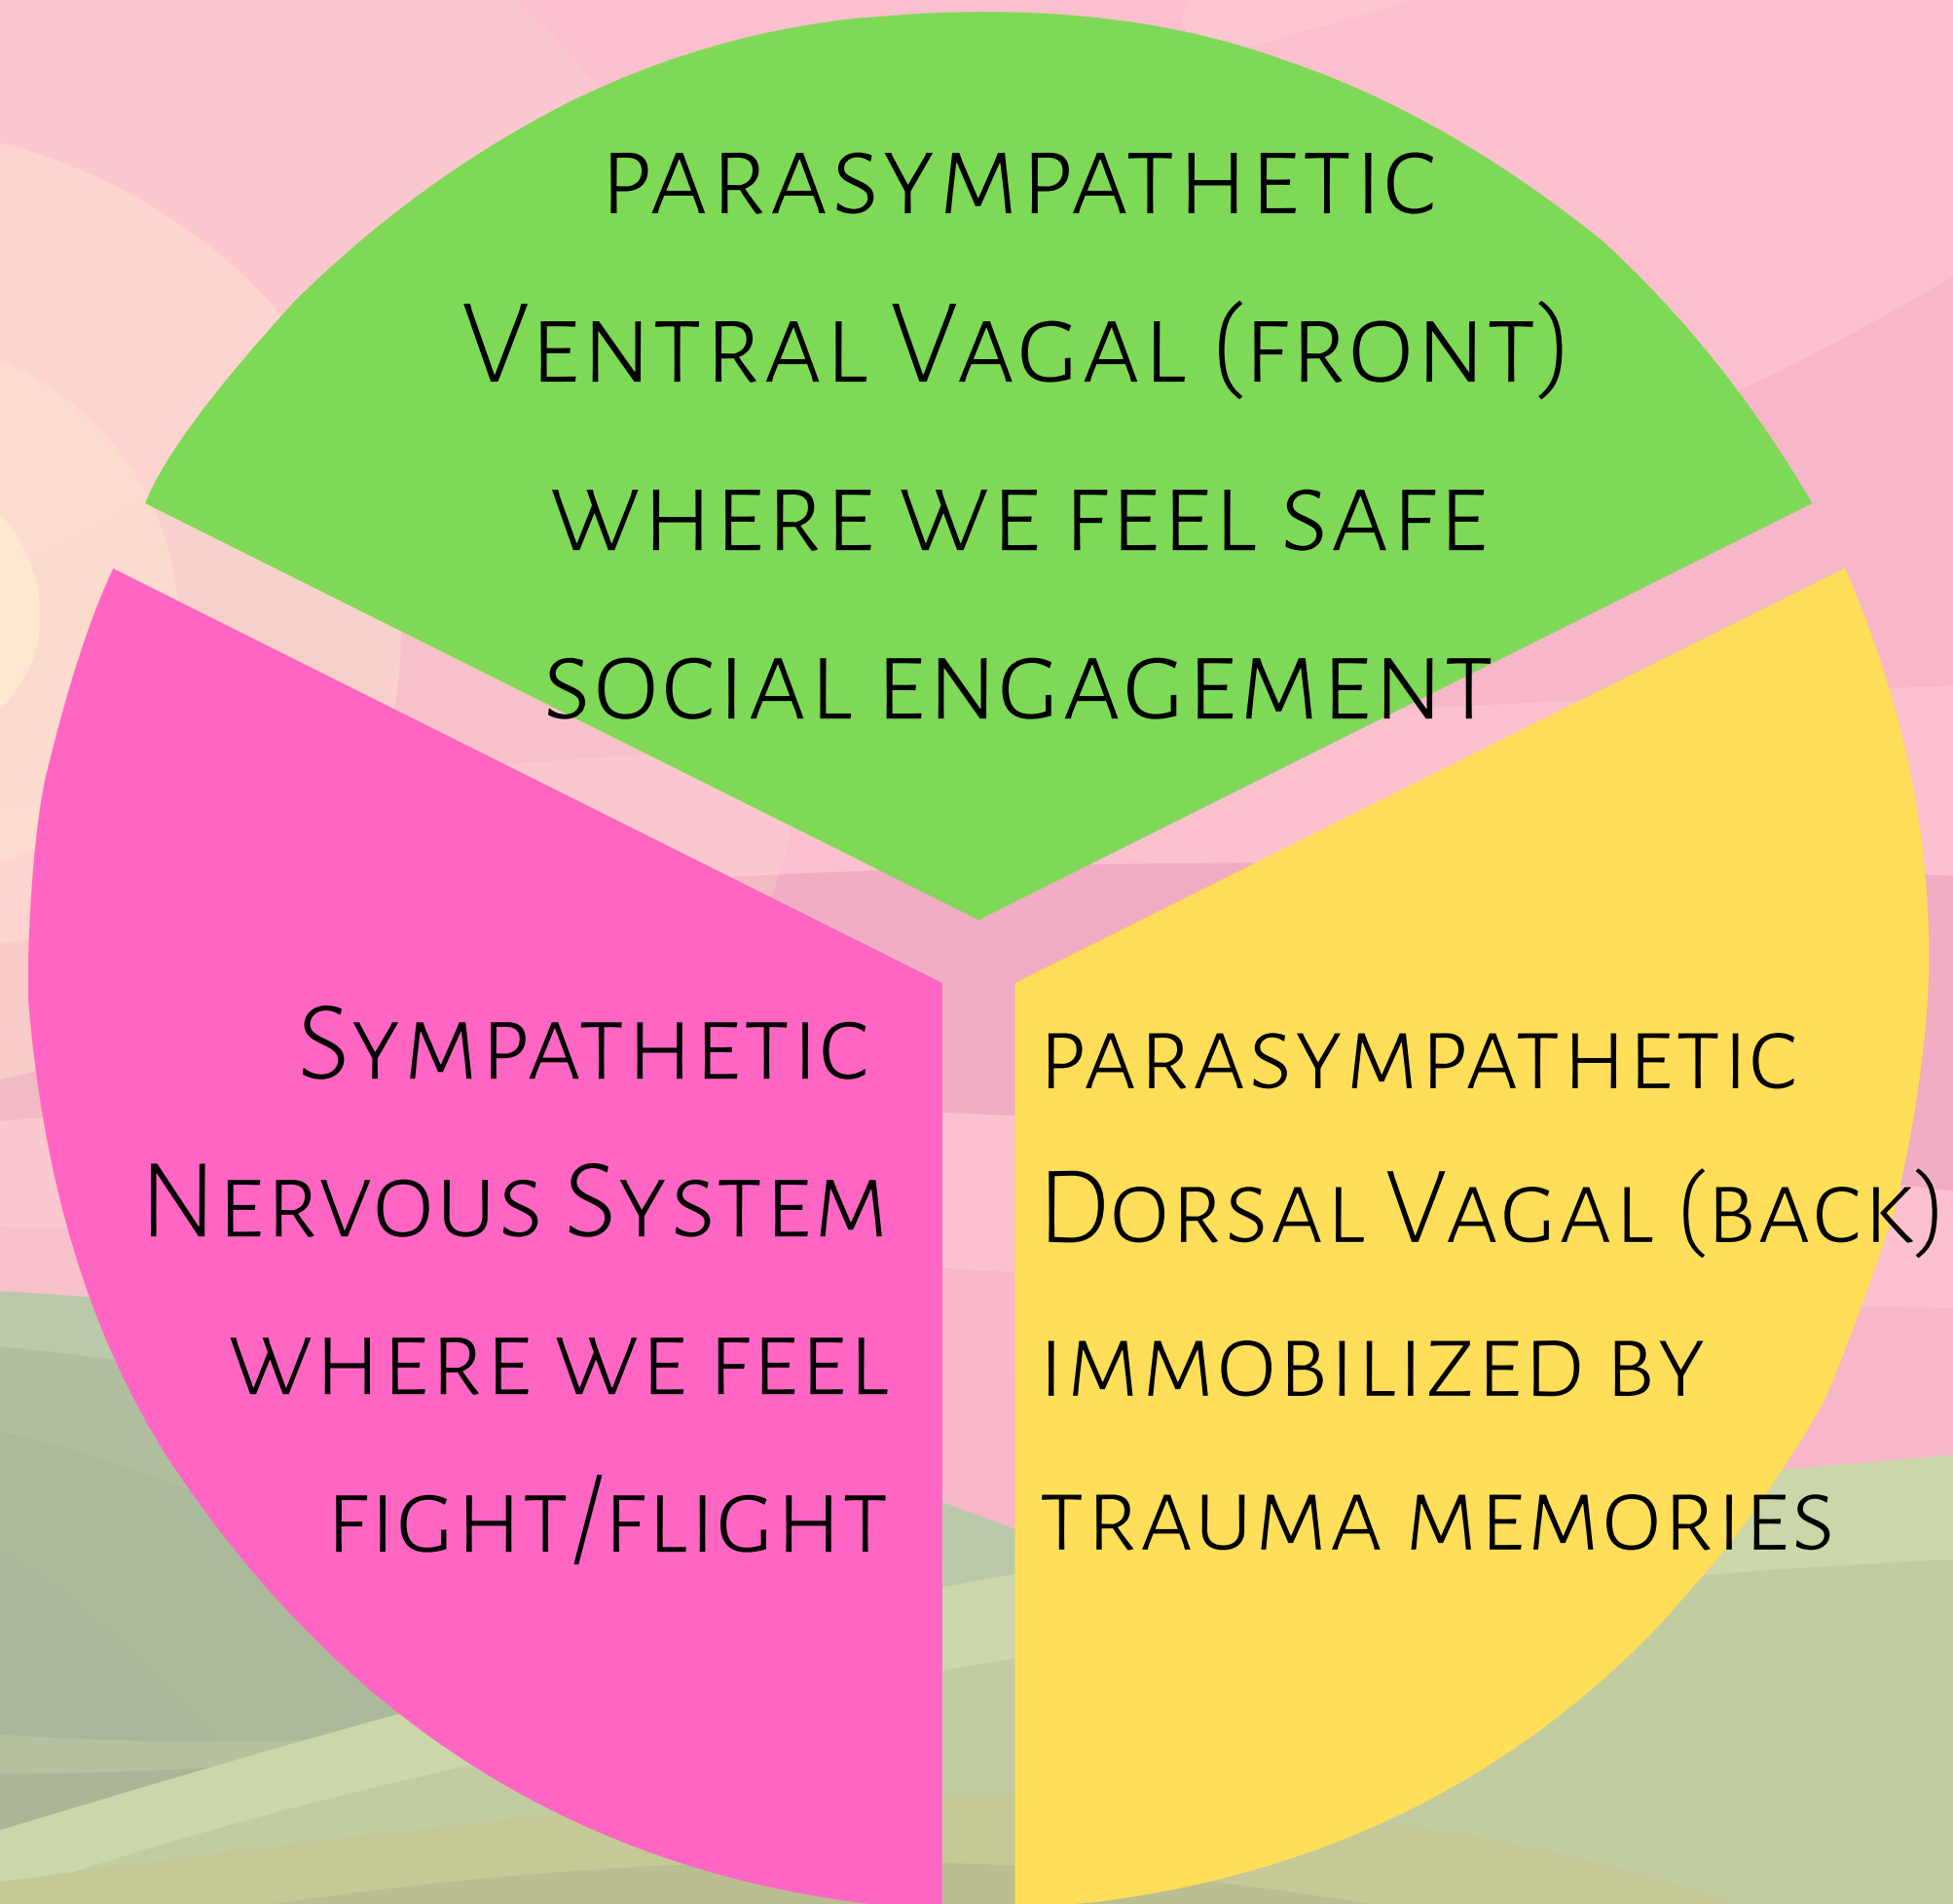 parasympathetic
Ventral Vagal (front)
where we feel safe
social engagement
Sympathetic
Nervous System
where we feel
fight/flight
parasympathetic
Dorsal Vagal (back)
immobilized by
trauma memories